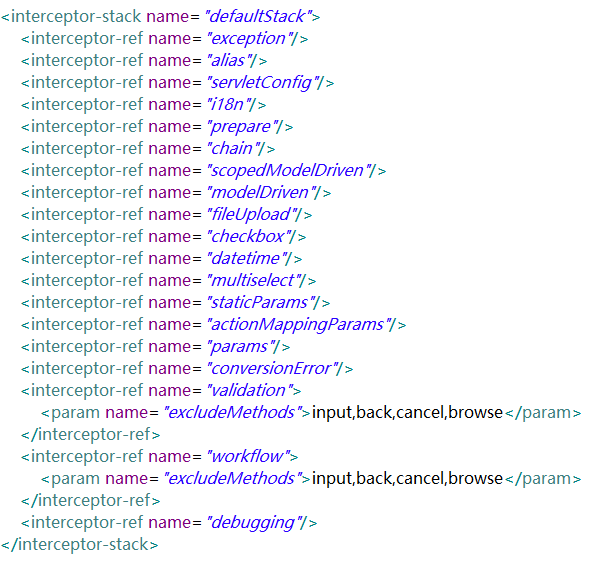 <interceptor-stack name="defaultStack">
<interceptor-ref name="exception"/>
<interceptor-ref name="alias"/>
<interceptor-ref name="servletConfig"/>
<interceptor-ref name="i18n"/>
<interceptor-ref name="prepare"/>
<interceptor-ref name="chain"/>
<interceptor-ref name="scopedModelDriven"/>
<interceptor-ref name="modelDriven"/>
<interceptor-ref name="fileUpload"/>
<interceptor-ref name="checkbox"/>
<interceptor-ref name="datetime"/>
<interceptor-ref name="multiselect"/>
<interceptor-ref name="staticParams"/>
<interceptor-ref name="actionMappingParams"/>
<interceptor-ref name="params"/>
<interceptor-ref name="conversionError"/>
<interceptor-ref name="validation">
<param name="excludeMethods">input,back,cancel,browse</param>
</interceptor-ref>
<interceptor-ref name="workflow">
<param name="excludeMethods">input,back,cancel,browse</param>
</interceptor-ref>
<interceptor-ref name="debugging"/>
</interceptor-stack>